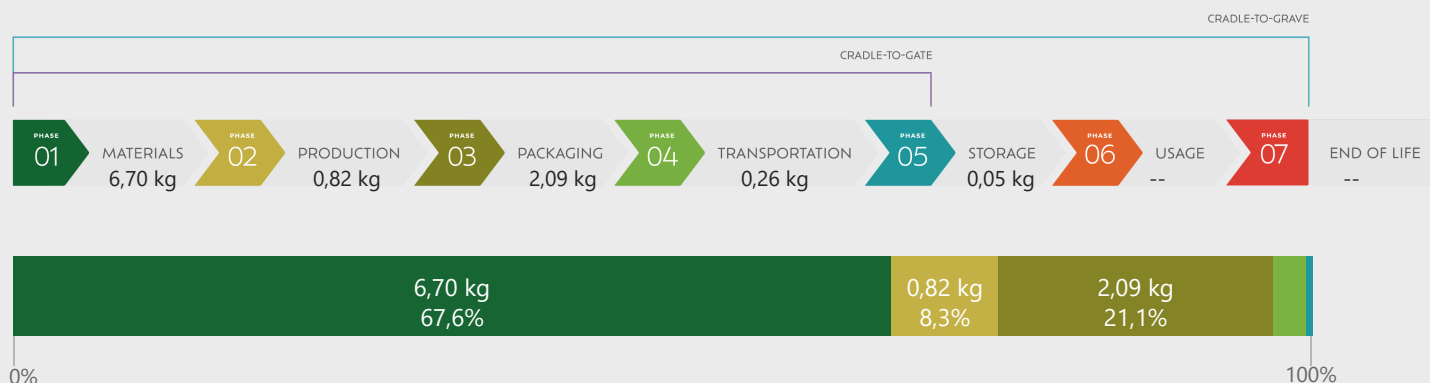 CRADLE-TO-GRAVE
CRADLE-TO-GATE
PHASE 01 MATERIALS 6,70 kg
PHASE 02 PRODUCTION 0,82 kg
PHASE 03 PACKAGING 2,09 kg
PHASE 04 TRANSPORTATION 0,26 kg
PHASE 05 STORAGE 0,05 kg
PHASE 06 USAGE --
PHASE 07 END OF LIFE --
6,70 kg 0,82 kg 2,09 kg
67,6% 8,3% 21,1%
0% 100%